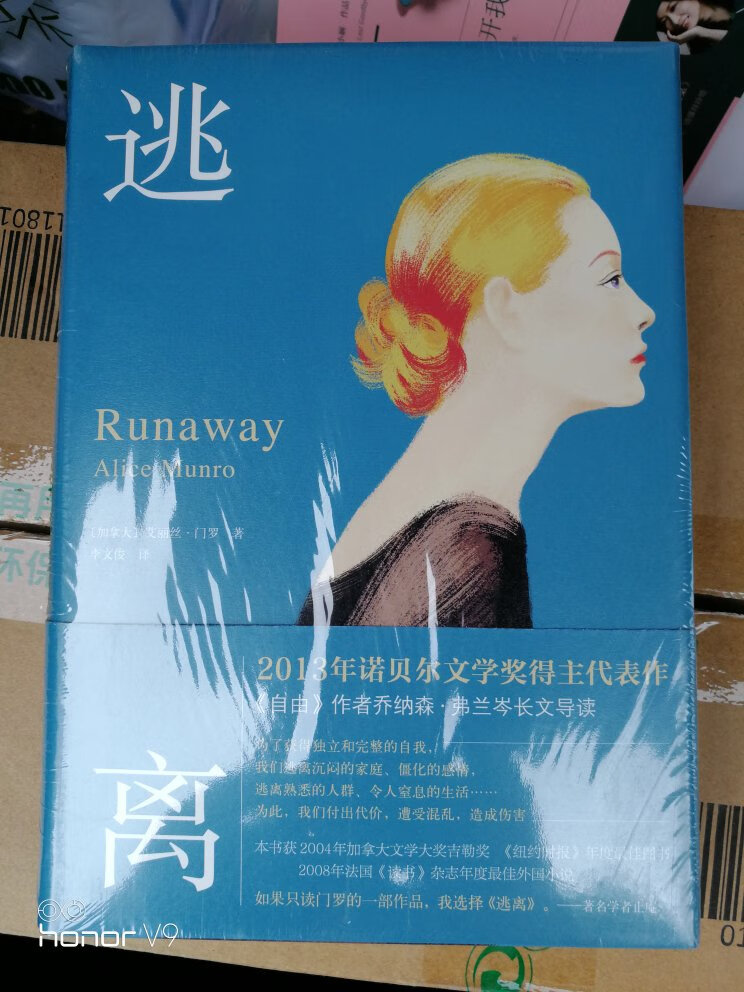 逃
Runaway
Alice Munro
[加拿大]艾丽丝·门罗 著
李文俊 译
2013年诺贝尔文学奖得主代表作
《自由》作者乔纳森·弗兰岑长文导读
为了获得独立和完整的自我，
我们逃离沉闷的家庭、僵化的感情，
逃离熟悉的人群、令人窒息的生活……
为此，我们付出代价，遭受混乱，造成伤害
离
本书获 2004年加拿大文学大奖吉勒奖 《纽约时报》年度最佳图书
2008年法国《读书》杂志年度最佳外国小说
如果只读门罗的一部作品，我选择《逃离》。——著名学者止庵
honor V9
环保